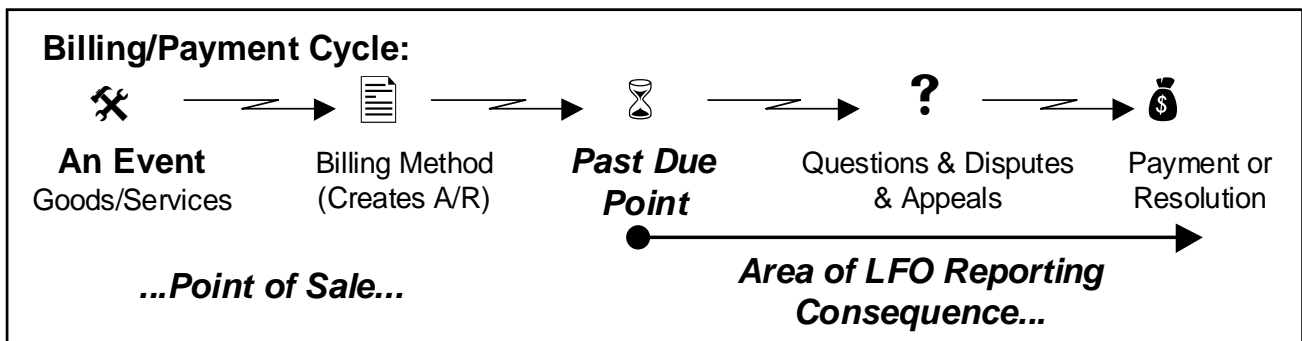 Billing/Payment Cycle:
?
$
An Event
Goods/Services
Billing Method
(Creates A/R)
Past Due
Point
Questions & Disputes
& Appeals
Payment or
Resolution
...Point of Sale...
Area of LFO Reporting
Consequence...